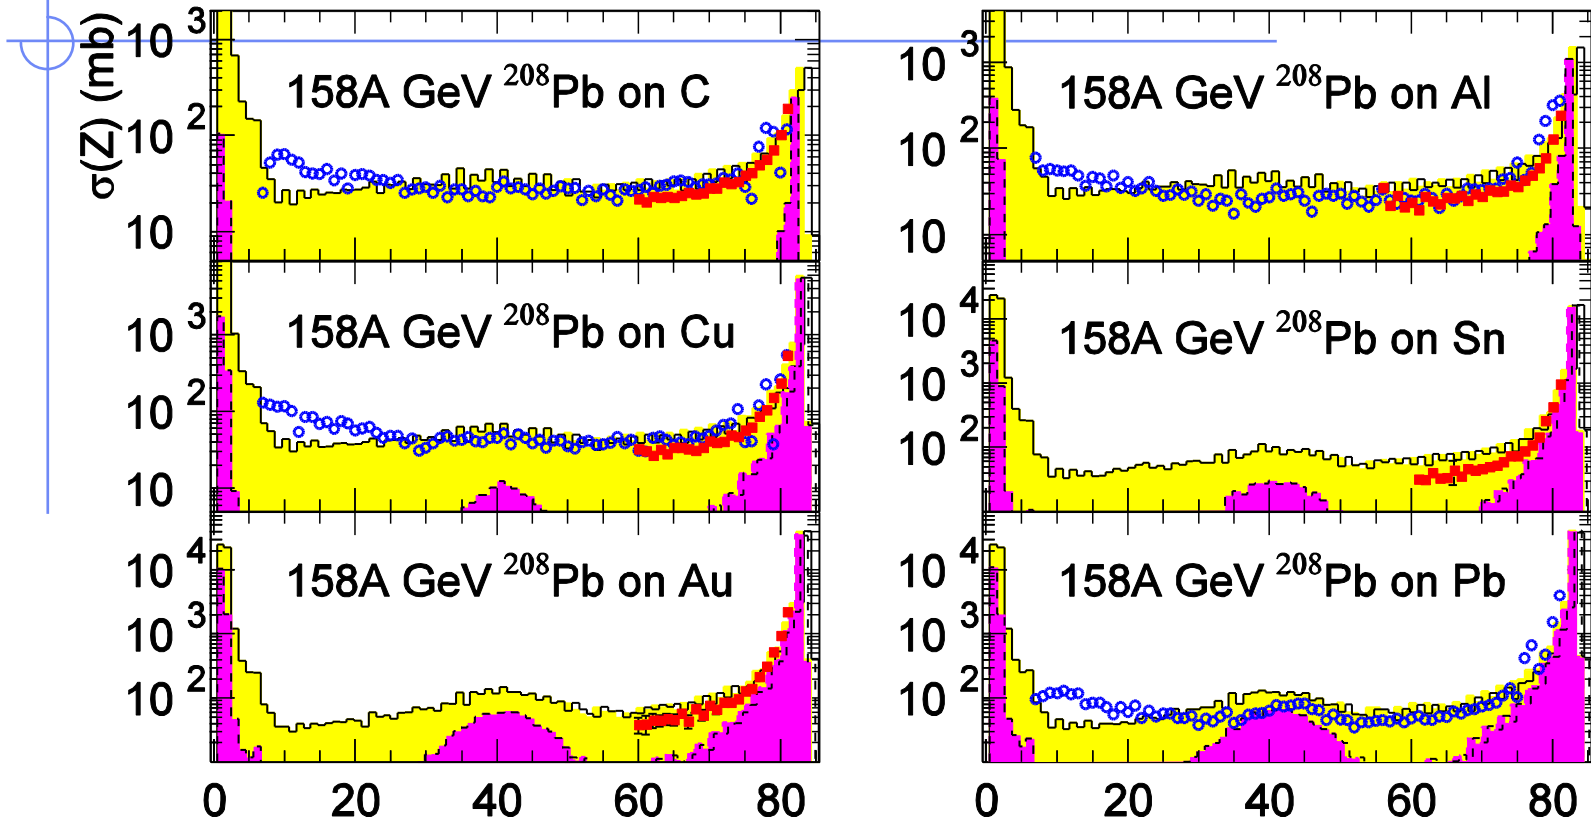 σ(Z) (mb)
10 3
10 2
10
158A GeV 208Pb on C
10 3
10 2
10
158A GeV 208Pb on Al
10 3
10 2
10
158A GeV 208Pb on Cu
10 4
10 3
10 2
158A GeV 208Pb on Sn
10 4
10 3
10 2
158A GeV 208Pb on Au
10 4
10 3
10 2
158A GeV 208Pb on Pb
0 20 40 60 80
0 20 40 60 80